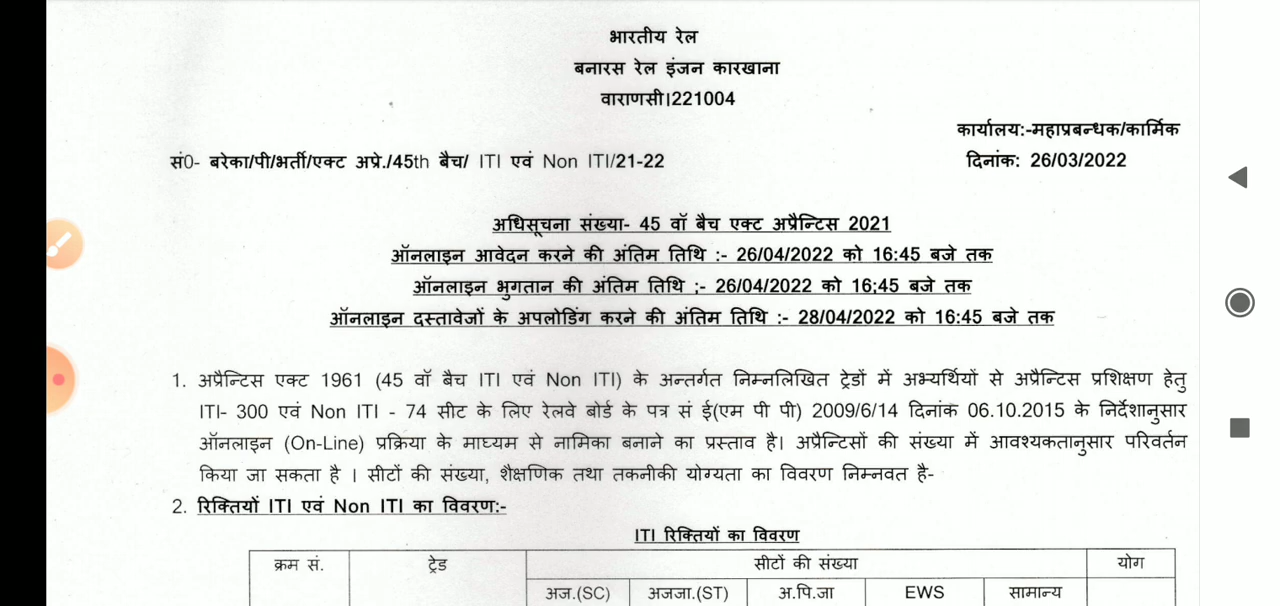 भारतीय रेल
बनारस रेल इंजन कारखाना
वाराणसी।221004
कार्यालय:-महाप्रबन्धक/कार्मिक
सं0- बरेका/पी/भर्ती/एक्ट अप्रे./45th बैच/ ITI एवं Non ITI/21-22 दिनांक: 26/03/2022
अधिसूचना संख्या- 45 वॉ बैच एक्ट अप्रैन्टिस 2021
ऑनलाइन आवेदन करने की अंतिम तिथि :- 26/04/2022 को 16:45 बजे तक
ऑनलाइन भुगतान की अंतिम तिथि ;- 26/04/2022 को 16;45 बजे तक
ऑनलाइन दस्तावेजों के अपलोडिंग करने की अंतिम तिथि :- 28/04/2022 को 16:45 बजे तक
1. अप्रैन्टिस एक्ट 1961 (45 वॉ बैच ITI एवं Non ITI) के अन्तर्गत निम्नलिखित ट्रेडों में अभ्यर्थियों से अप्रैन्टिस प्रशिक्षण हेतु
ITI- 300 एवं Non ITI - 74 सीट के लिए रेलवे बोर्ड के पत्र सं ई(एम पी पी) 2009/6/14 दिनांक 06.10.2015 के निर्देशानुसार
ऑनलाईन (On-Line) प्रक्रिया के माध्यम से नामिका बनाने का प्रस्ताव है। अप्रैन्टिसों की संख्या में आवश्यकतानुसार परिवर्तन
किया जा सकता है । सीटों की संख्या, शैक्षणिक तथा तकनीकी योग्यता का विवरण निम्नवत है-
2. रिक्तियों ITI एवं Non ITI का विवरण:-
ITI रिक्तियों का विवरण
क्रम सं. ट्रेड सीटों की संख्या योग
अज.(SC) अजजा.(ST) अ.पि.जा EWS सामान्य